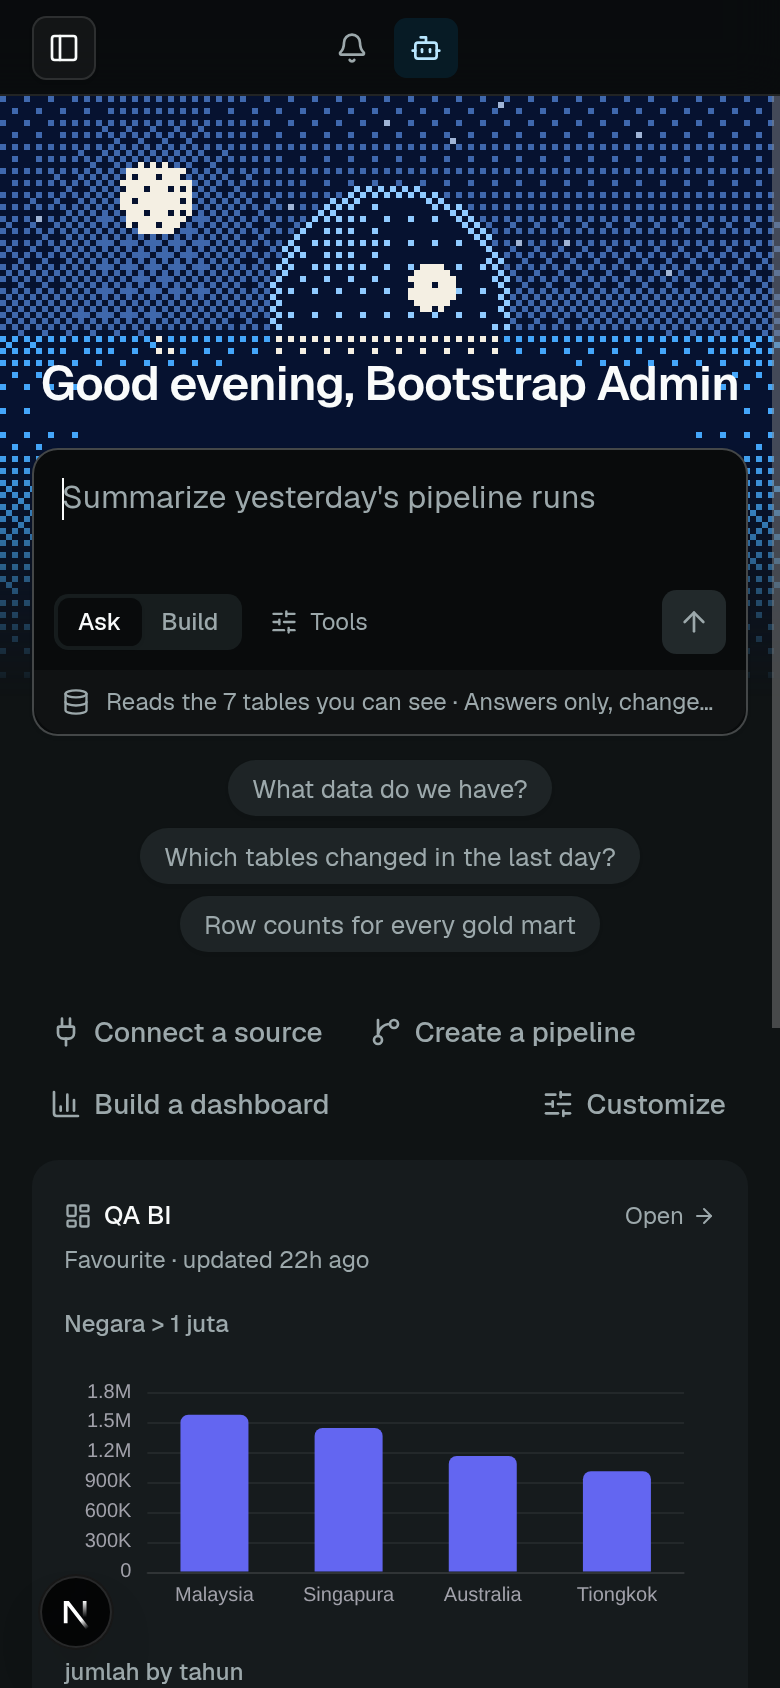 Good evening, Bootstrap Admin
Summarize yesterday's pipeline runs
Ask Build Tools
Reads the 7 tables you can see · Answers only, change...
What data do we have?
Which tables changed in the last day?
Row counts for every gold mart
Connect a source Create a pipeline
Build a dashboard Customize
QA BI Open →
Favourite · updated 22h ago
Negara > 1 juta
1.8M
1.5M
1.2M
900K
600K
300K
0
Malaysia Singapura Australia Tiongkok
N
jumlah by tahun